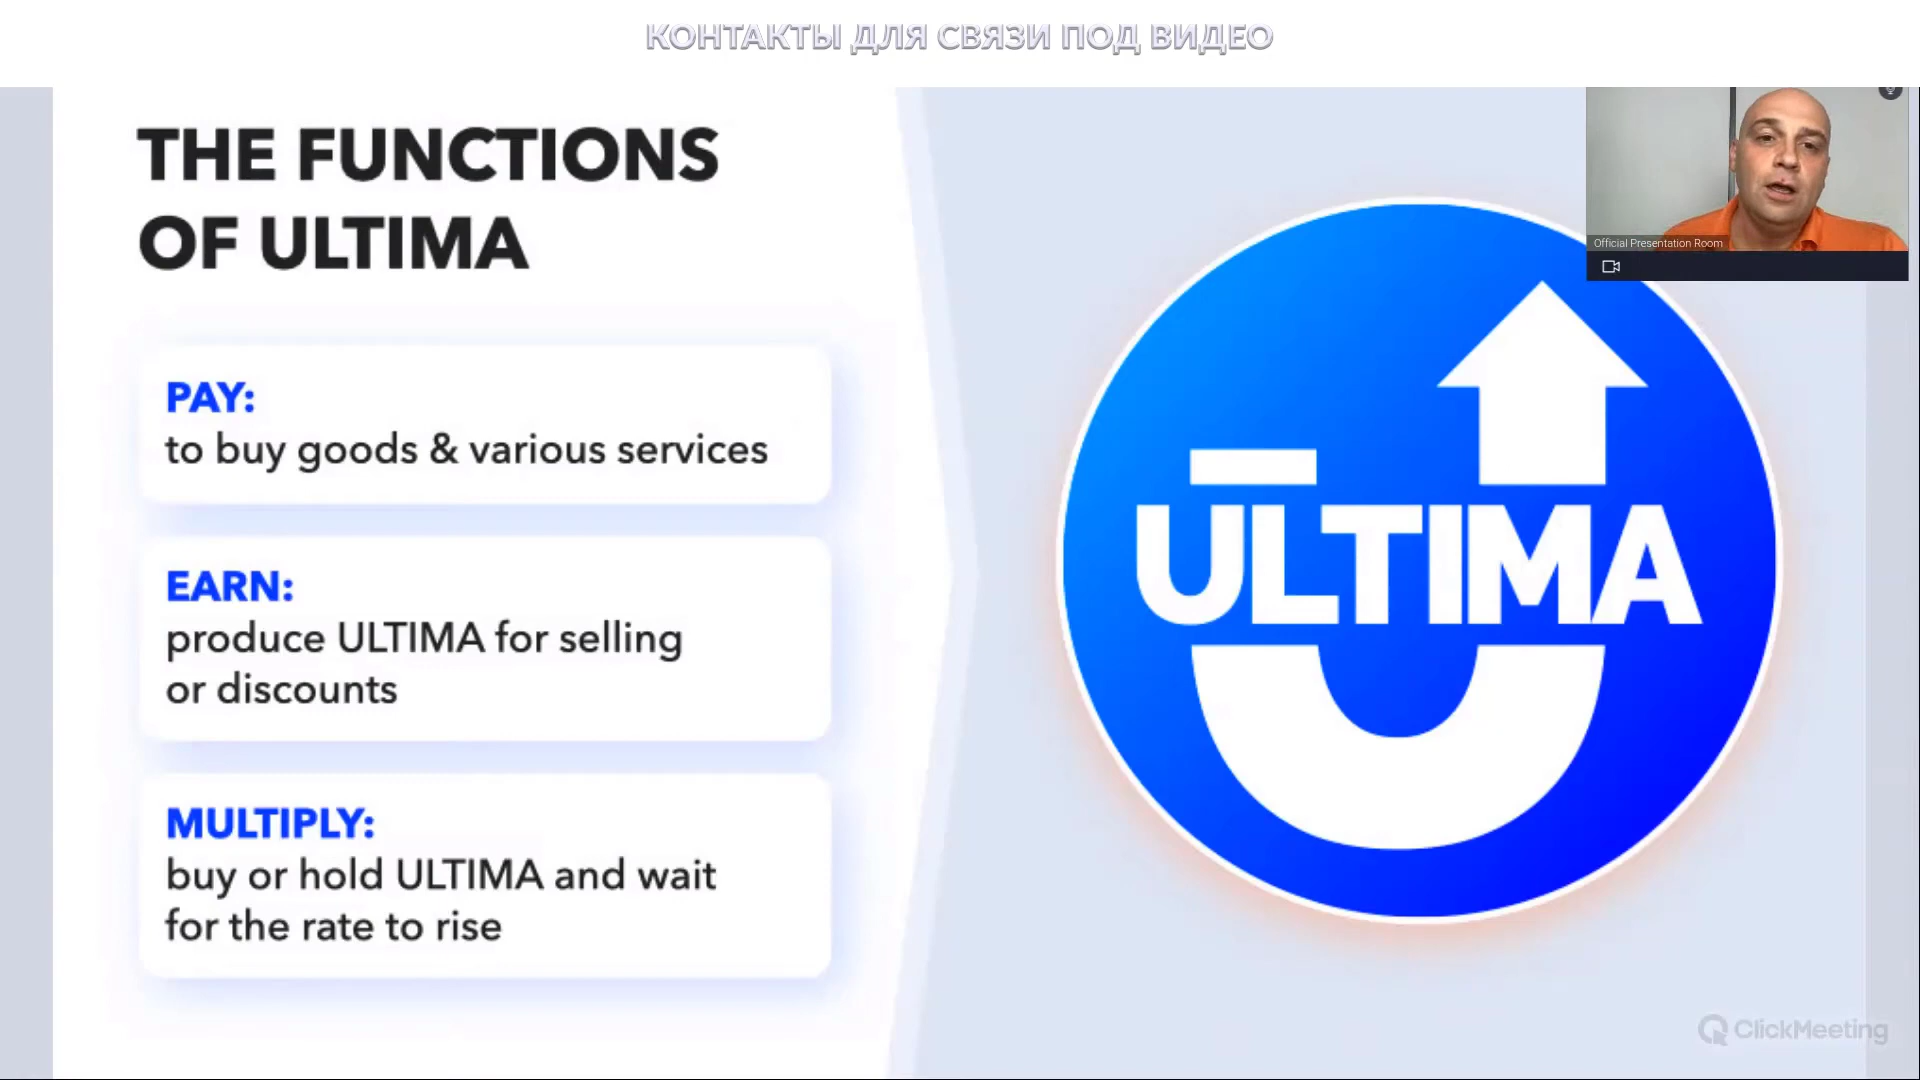 КОНТАКТЫ ДЛЯ СВЯЗИ ПОД ВИДЕО
THE FUNCTIONS
OF ULTIMA
PAY:
to buy goods & various services
EARN:
produce ULTIMA for selling
or discounts
MULTIPLY:
buy or hold ULTIMA and wait
for the rate to rise
ULTIMA
Official Presentation Room
ClickMeeting